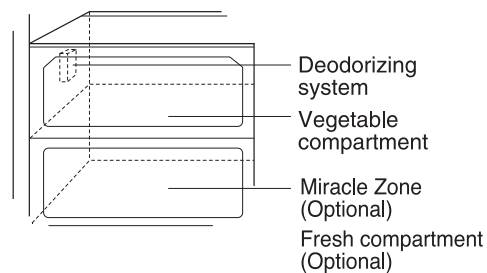 Deodorizing
system
Vegetable
compartment
Miracle Zone
(Optional)
Fresh compartment
(Optional)